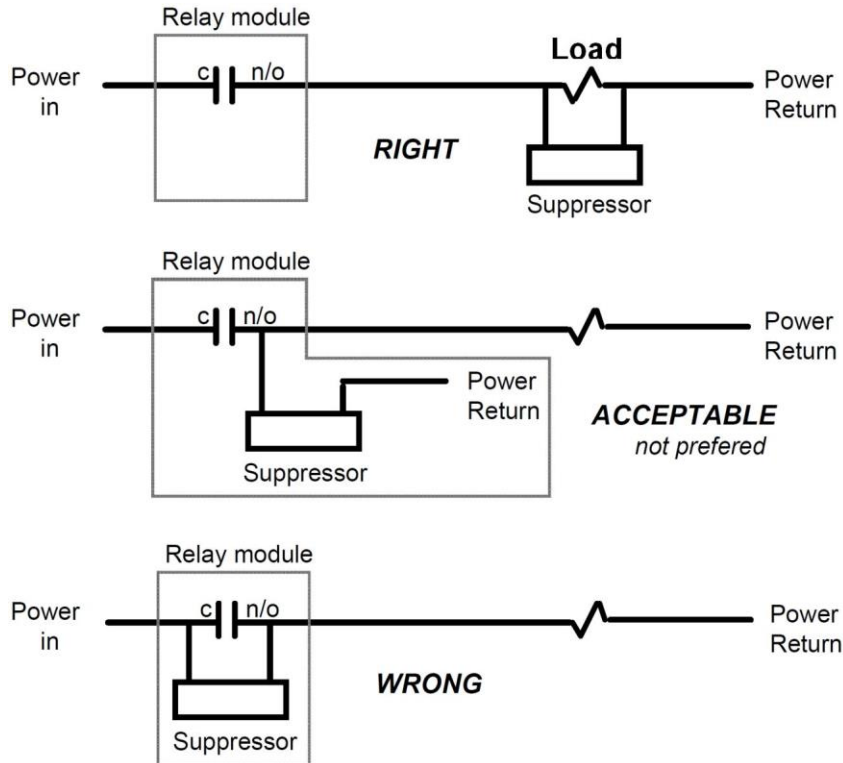 Relay module
Load
Power
in
c
n/o
Power
Return
RIGHT
Suppressor
Relay module
Power
in
c
n/o
Power
Return
Power
Return
ACCEPTABLE
not prefered
Suppressor
Relay module
Power
in
c
n/o
Power
Return
WRONG
Suppressor